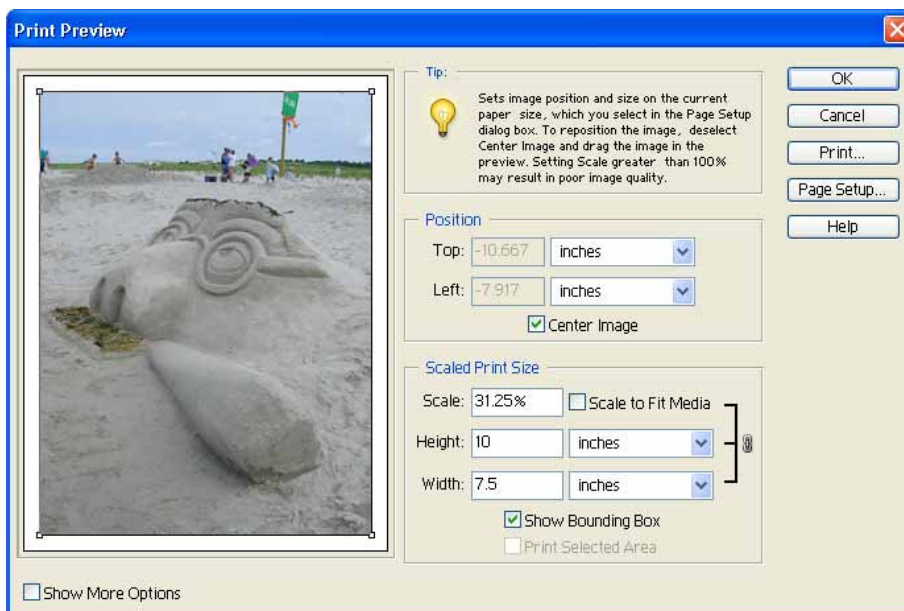 Print Preview
Tip:
Sets image position and size on the current
paper size, which you select in the Page Setup
dialog box. To reposition the image, deselect
Center Image and drag the image in the
preview. Setting Scale greater than 100%
may result in poor image quality.
OK
Cancel
Print...
Page Setup...
Help
Position
Top: -10.667 inches
Left: -7.917 inches
Center Image
Scaled Print Size
Scale: 31.25% Scale to Fit Media
Height: 10 inches
Width: 7.5 inches
Show Bounding Box
Print Selected Area
Show More Options